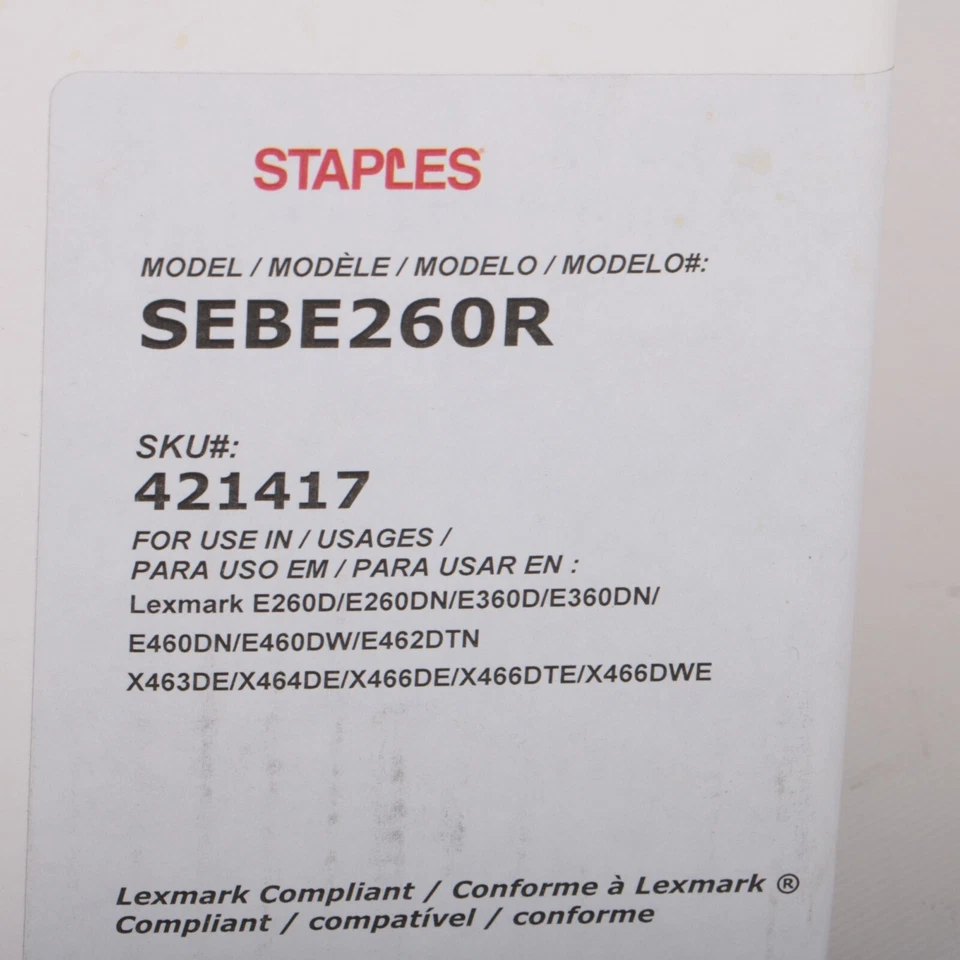 STAPLES
MODEL / MODÈLE / MODELO / MODELO#:
SEBE260R
SKU#:
421417
FOR USE IN / USAGES /
PARA USO EM / PARA USAR EN :
Lexmark E260D/E260DN/E360D/E360DN/
E460DN/E460DW/E462DTN
X463DE/X464DE/X466DE/X466DTE/X466DWE
Lexmark Compliant / Conforme à Lexmark ®
Compliant / compatível / conforme